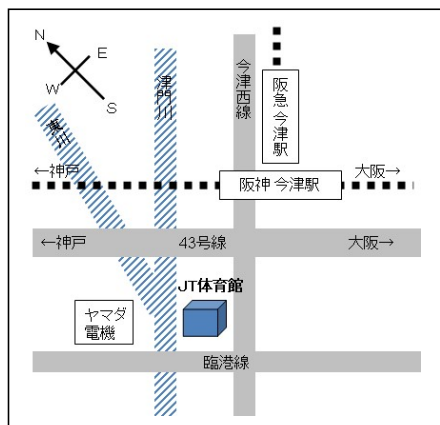 N
E
W
S
東川
津門川
今津西線
阪急 今津駅
←神戸
阪神 今津駅
大阪→
←神戸
43号線
大阪→
JT体育館
ヤマダ
電機
臨港線